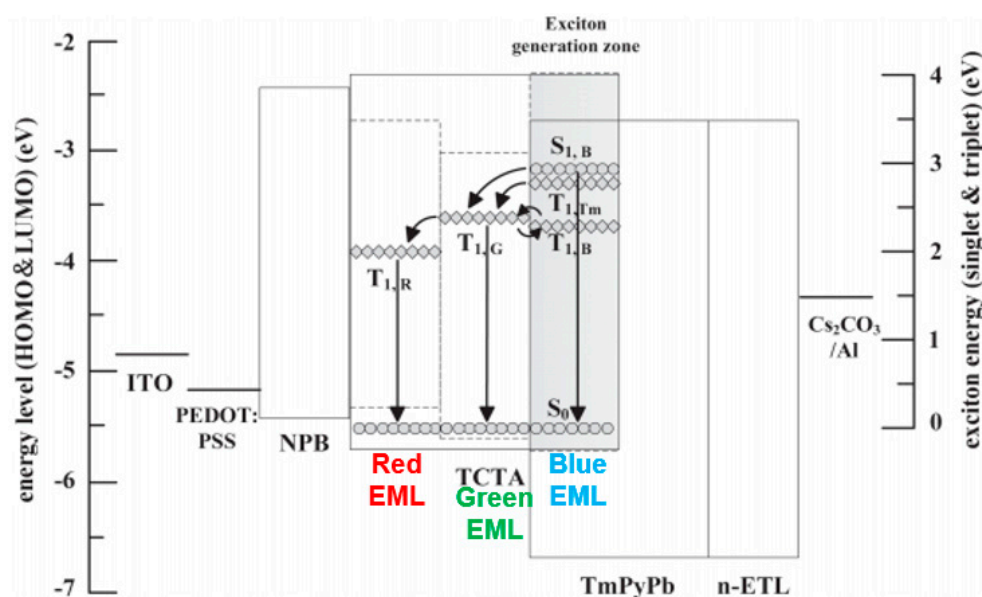 Exciton
generation zone
energy level (HOMO & LUMO) (eV)
-2
-3
-4
-5
-6
-7
exciton energy (singlet & triplet) (eV)
4
3
2
1
0
S1, B
T1,Tm
T1, G
T1, B
T1, R
S0
ITO
PEDOT:
PSS
NPB
Cs2CO3
/Al
Red
EML
TCTA
Green
EML
Blue
EML
TmPyPb
n-ETL